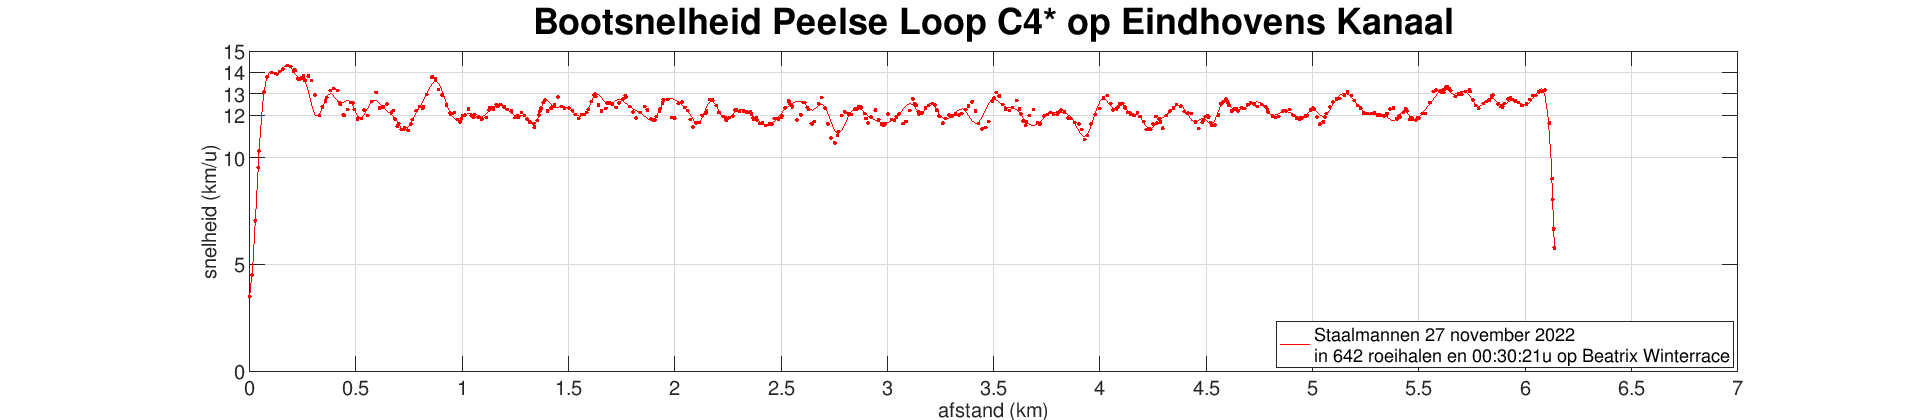 Bootsnelheid Peelse Loop C4* op Eindhovens Kanaal
15
14
13
12
10
5
0
snelheid (km/u)
0 0.5 1 1.5 2 2.5 3 3.5 4 4.5 5 5.5 6 6.5 7
afstand (km)
Staalmannen 27 november 2022
in 642 roeihalen en 00:30:21u op Beatrix Winterrace